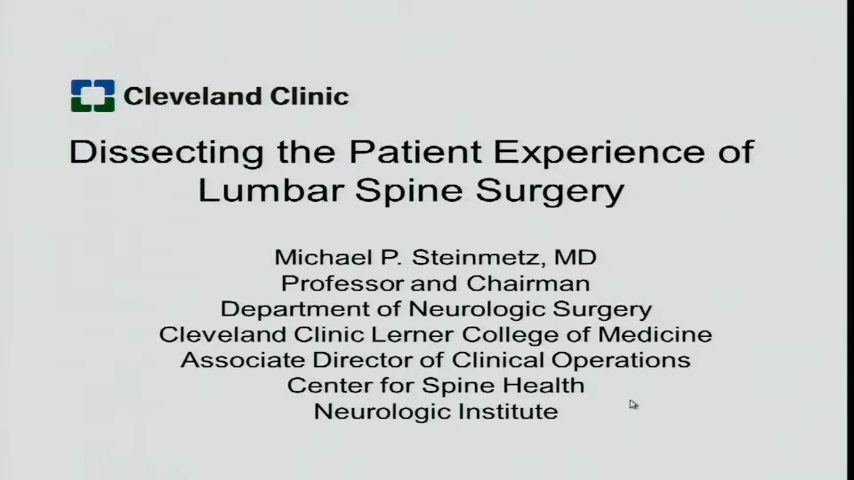 Cleveland Clinic
Dissecting the Patient Experience of
Lumbar Spine Surgery
Michael P. Steinmetz, MD
Professor and Chairman
Department of Neurologic Surgery
Cleveland Clinic Lerner College of Medicine
Associate Director of Clinical Operations
Center for Spine Health
Neurologic Institute